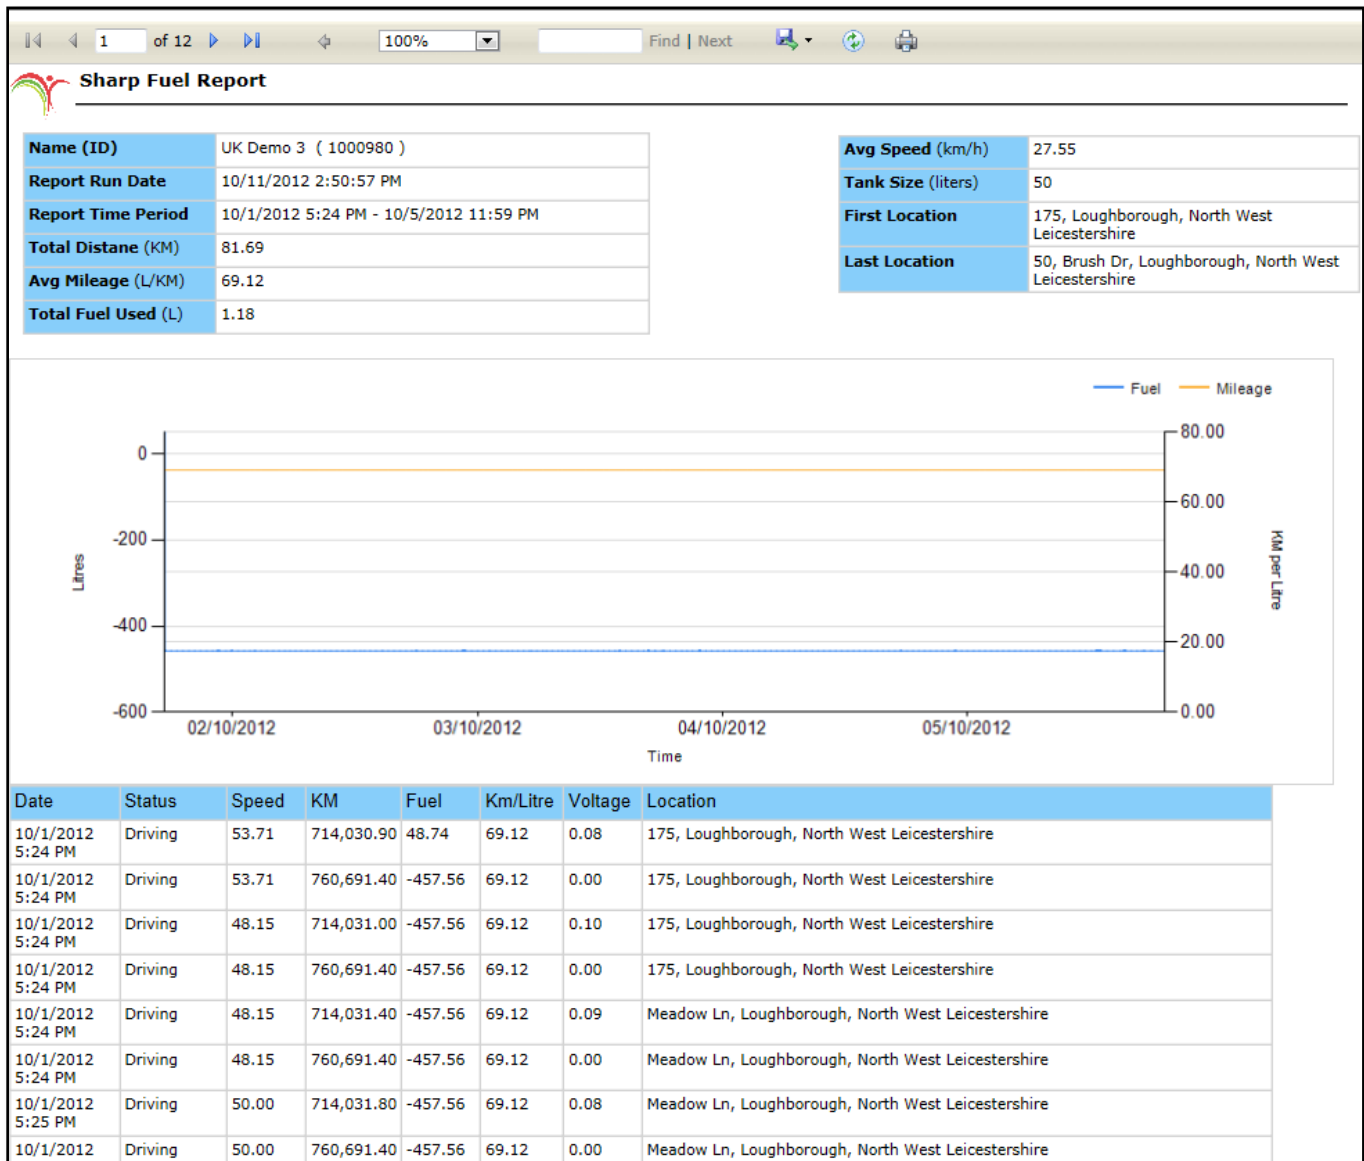 1 of 12 100% Find | Next
Sharp Fuel Report
Name (ID) UK Demo 3 ( 1000980 )
Report Run Date 10/11/2012 2:50:57 PM
Report Time Period 10/1/2012 5:24 PM - 10/5/2012 11:59 PM
Total Distane (KM) 81.69
Avg Mileage (L/KM) 69.12
Total Fuel Used (L) 1.18
Avg Speed (km/h) 27.55
Tank Size (liters) 50
First Location 175, Loughborough, North West
Leicestershire
Last Location 50, Brush Dr, Loughborough, North West
Leicestershire
Fuel Mileage
0
-200
-400
-600
Litres
80.00
60.00
40.00
20.00
0.00
KM per Litre
02/10/2012 03/10/2012 04/10/2012 05/10/2012
Time
Date Status Speed KM Fuel Km/Litre Voltage Location
10/1/2012 Driving 53.71 714,030.90 48.74 69.12 0.08 175, Loughborough, North West Leicestershire
5:24 PM
10/1/2012 Driving 53.71 760,691.40 -457.56 69.12 0.00 175, Loughborough, North West Leicestershire
5:24 PM
10/1/2012 Driving 48.15 714,031.00 -457.56 69.12 0.10 175, Loughborough, North West Leicestershire
5:24 PM
10/1/2012 Driving 48.15 760,691.40 -457.56 69.12 0.00 175, Loughborough, North West Leicestershire
5:24 PM
10/1/2012 Driving 48.15 714,031.40 -457.56 69.12 0.09 Meadow Ln, Loughborough, North West Leicestershire
5:24 PM
10/1/2012 Driving 48.15 760,691.40 -457.56 69.12 0.00 Meadow Ln, Loughborough, North West Leicestershire
5:24 PM
10/1/2012 Driving 50.00 714,031.80 -457.56 69.12 0.08 Meadow Ln, Loughborough, North West Leicestershire
5:25 PM
10/1/2012 Driving 50.00 760,691.40 -457.56 69.12 0.00 Meadow Ln, Loughborough, North West Leicestershire